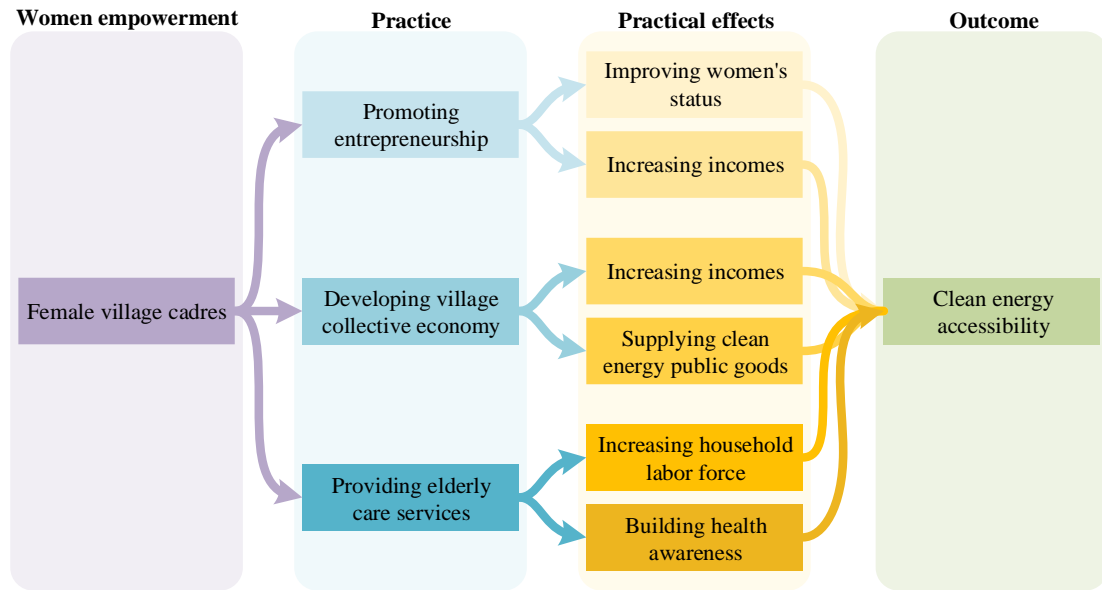 Women empowerment
Practice
Practical effects
Outcome
Female village cadres
Promoting
entrepreneurship
Developing village
collective economy
Providing elderly
care services
Improving women's
status
Increasing incomes
Increasing incomes
Supplying clean
energy public goods
Increasing household
labor force
Building health
awareness
Clean energy
accessibility